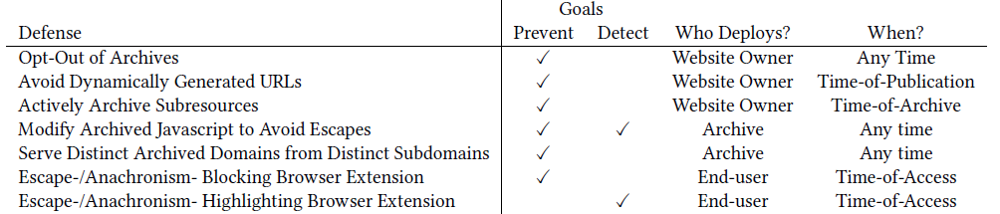 Goals
Defense Prevent Detect Who Deploys? When?
Opt-Out of Archives ✓ Website Owner Any Time
Avoid Dynamically Generated URLs ✓ Website Owner Time-of-Publication
Actively Archive Subresources ✓ Website Owner Time-of-Archive
Modify Archived Javascript to Avoid Escapes ✓ ✓ Archive Any time
Serve Distinct Archived Domains from Distinct Subdomains ✓ Archive Any time
Escape-/Anachronism- Blocking Browser Extension ✓ End-user Time-of-Access
Escape-/Anachronism- Highlighting Browser Extension ✓ End-user Time-of-Access